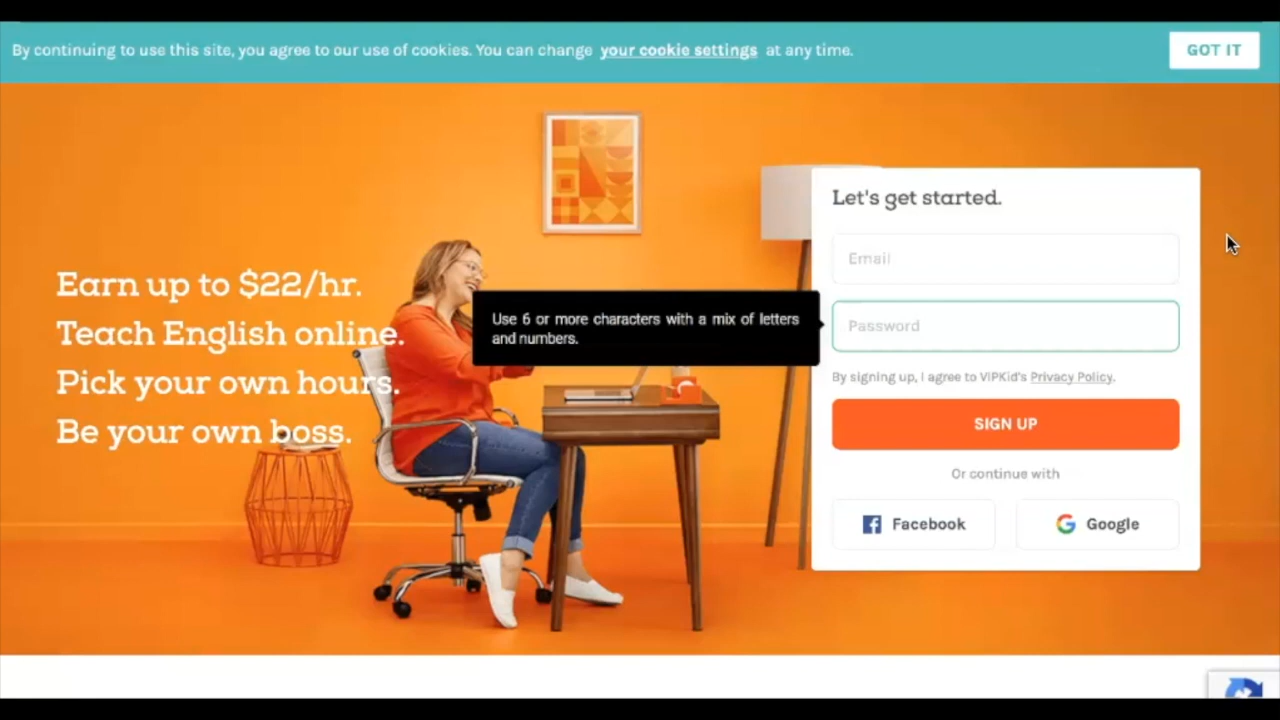 By continuing to use this site, you agree to our use of cookies. You can change your cookie settings at any time.
GOT IT
Earn up to $22/hr.
Teach English online.
Pick your own hours.
Be your own boss.
Use 6 or more characters with a mix of letters
and numbers.
Let's get started.
Email
Password
By signing up, I agree to VIPKid's Privacy Policy.
SIGN UP
Or continue with
Facebook
Google